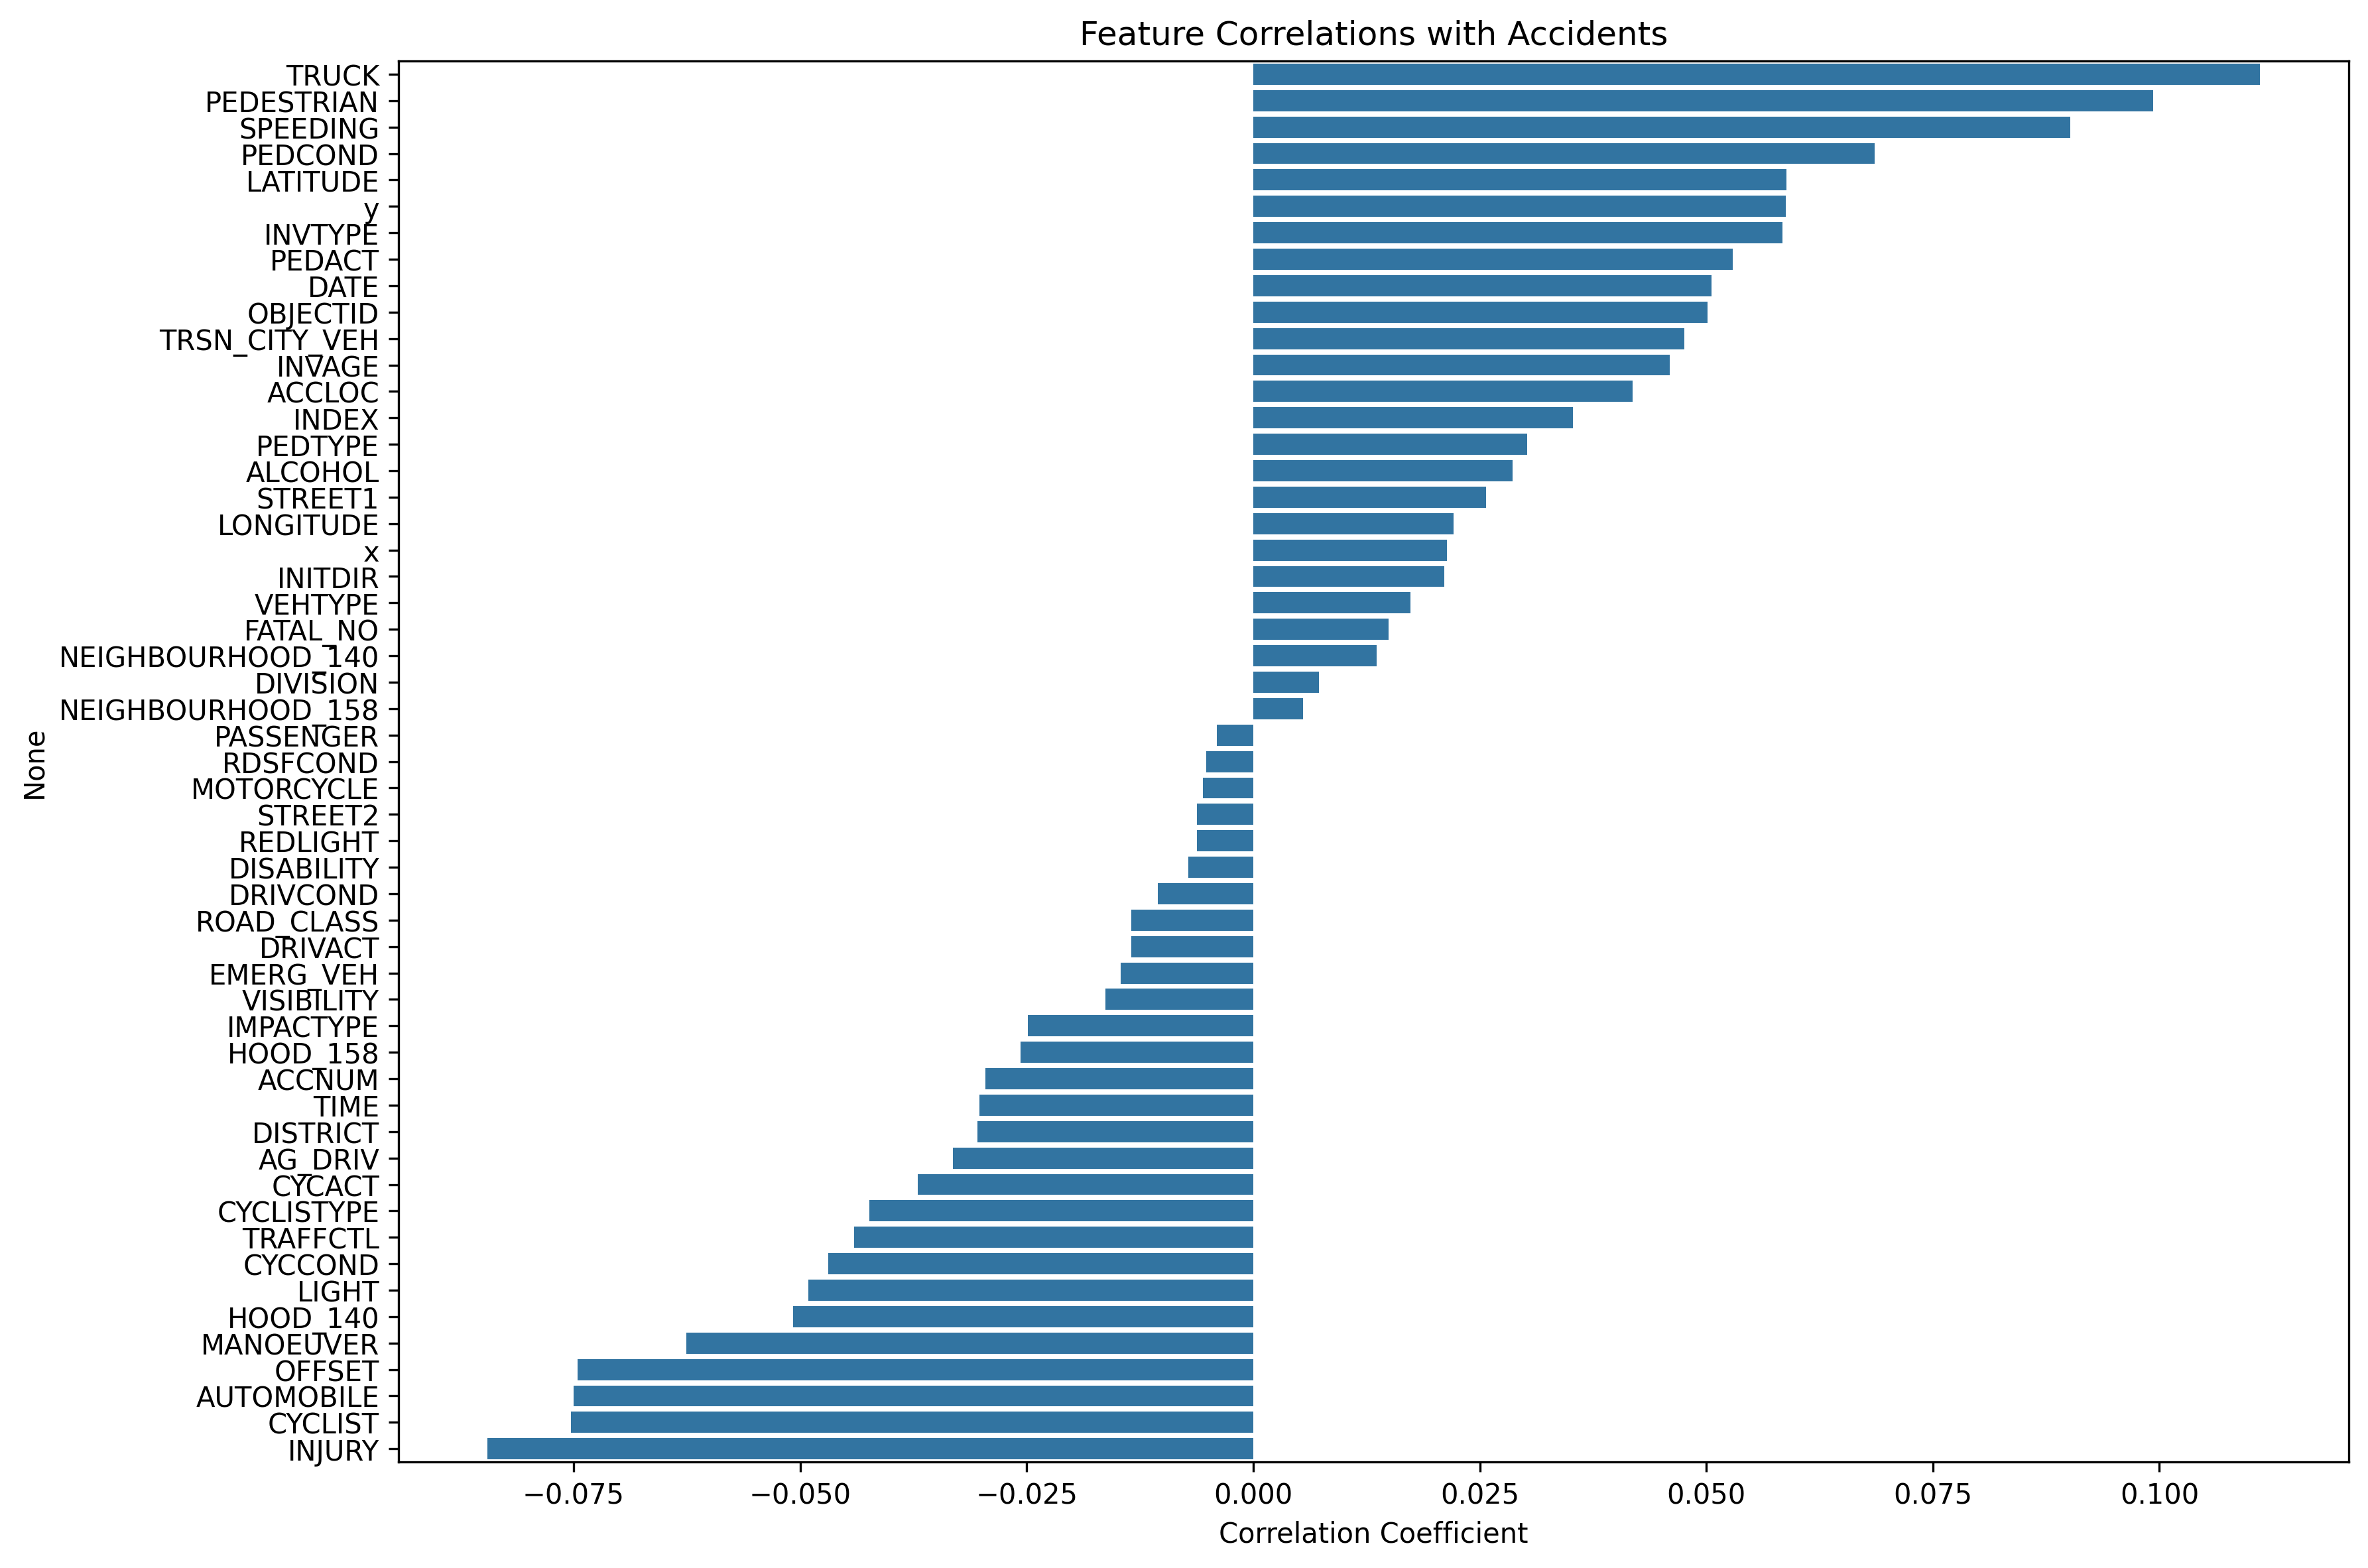 Feature Correlations with Accidents
TRUCK
PEDESTRIAN
SPEEDING
PEDCOND
LATITUDE
y
INVTYPE
PEDACT
DATE
OBJECTID
TRSN_CITY_VEH
INVAGE
ACCLOC
INDEX
PEDTYPE
ALCOHOL
STREET1
LONGITUDE
x
INITDIR
VEHTYPE
FATAL_NO
NEIGHBOURHOOD_140
DIVISION
NEIGHBOURHOOD_158
PASSENGER
RDSFCOND
MOTORCYCLE
STREET2
REDLIGHT
DISABILITY
DRIVCOND
ROAD_CLASS
DRIVACT
EMERG_VEH
VISIBILITY
IMPACTYPE
HOOD_158
ACCNUM
TIME
DISTRICT
AG_DRIV
CYCACT
CYCLISTYPE
TRAFFCTL
CYCCOND
LIGHT
HOOD_140
MANOEUVER
OFFSET
AUTOMOBILE
CYCLIST
INJURY
None
−0.075 −0.050 −0.025 0.000 0.025 0.050 0.075 0.100
Correlation Coefficient